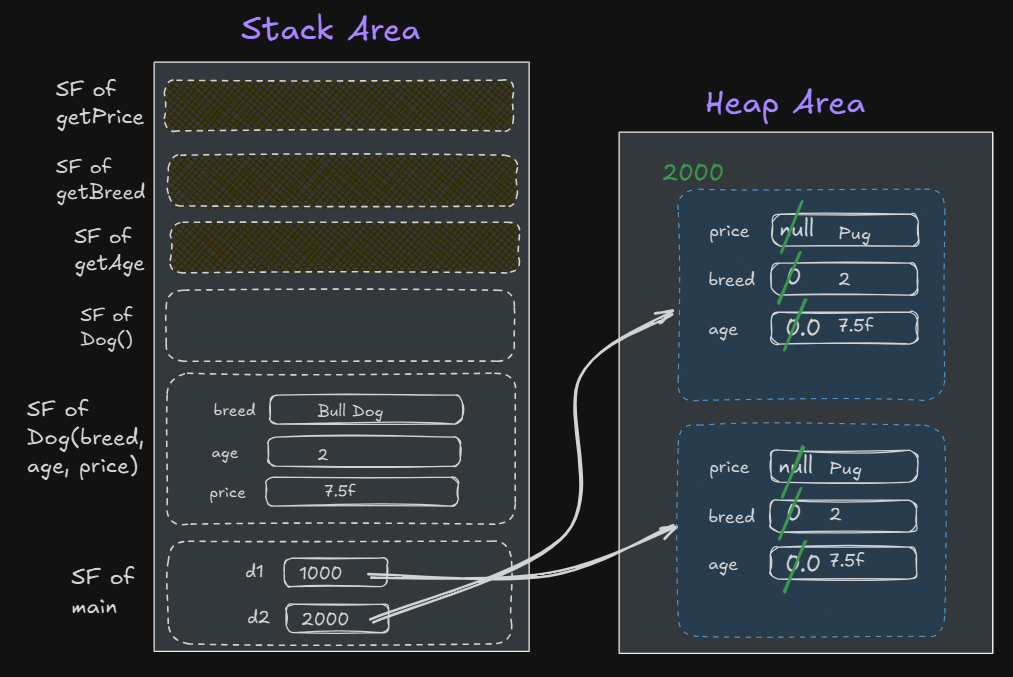 Stack Area
SF of
getPrice
SF of
getBreed
SF of
getAge
SF of
Dog()
SF of
Dog(breed,
age, price)
breed Bull Dog
age 2
price 7.5f
SF of
main
d1 1000
d2 2000
Heap Area
2000
price null Pug
breed 0 2
age 0.0 7.5f
price null Pug
breed 0 2
age 0.0 7.5f